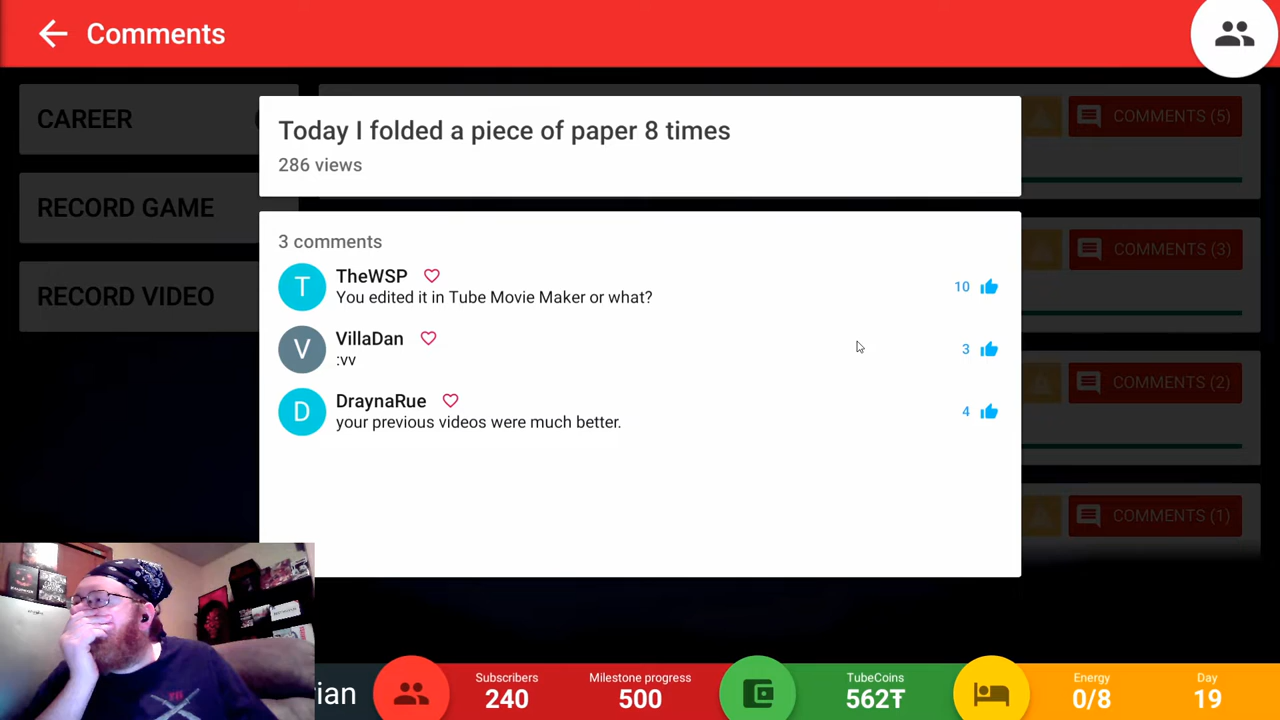 Comments
CAREER
RECORD GAME
RECORD VIDEO
COMMENTS (5)
COMMENTS (3)
COMMENTS (2)
COMMENTS (1)
Today I folded a piece of paper 8 times
286 views
3 comments
T
TheWSP
You edited it in Tube Movie Maker or what?
10
V
VillaDan
:vv
3
D
DraynaRue
your previous videos were much better.
4
ian
Subscribers
240
Milestone progress
500
TubeCoins
562Ŧ
Energy
0/8
Day
19